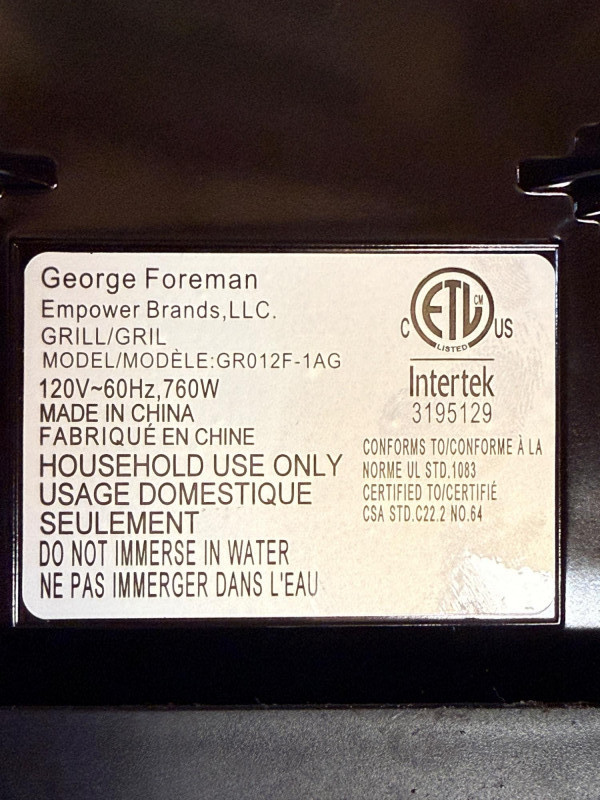 George Foreman
Empower Brands,LLC.
GRILL/GRIL
MODEL/MODÈLE:GR012F-1AG
120V~60Hz,760W
MADE IN CHINA
FABRIQUÉ EN CHINE
HOUSEHOLD USE ONLY
USAGE DOMESTIQUE
SEULEMENT
DO NOT IMMERSE IN WATER
NE PAS IMMERGER DANS L'EAU
ETL CM
C US
LISTED
Intertek
3195129
CONFORMS TO/CONFORME À LA
NORME UL STD.1083
CERTIFIED TO/CERTIFIÉ
CSA STD.C22.2 NO.64